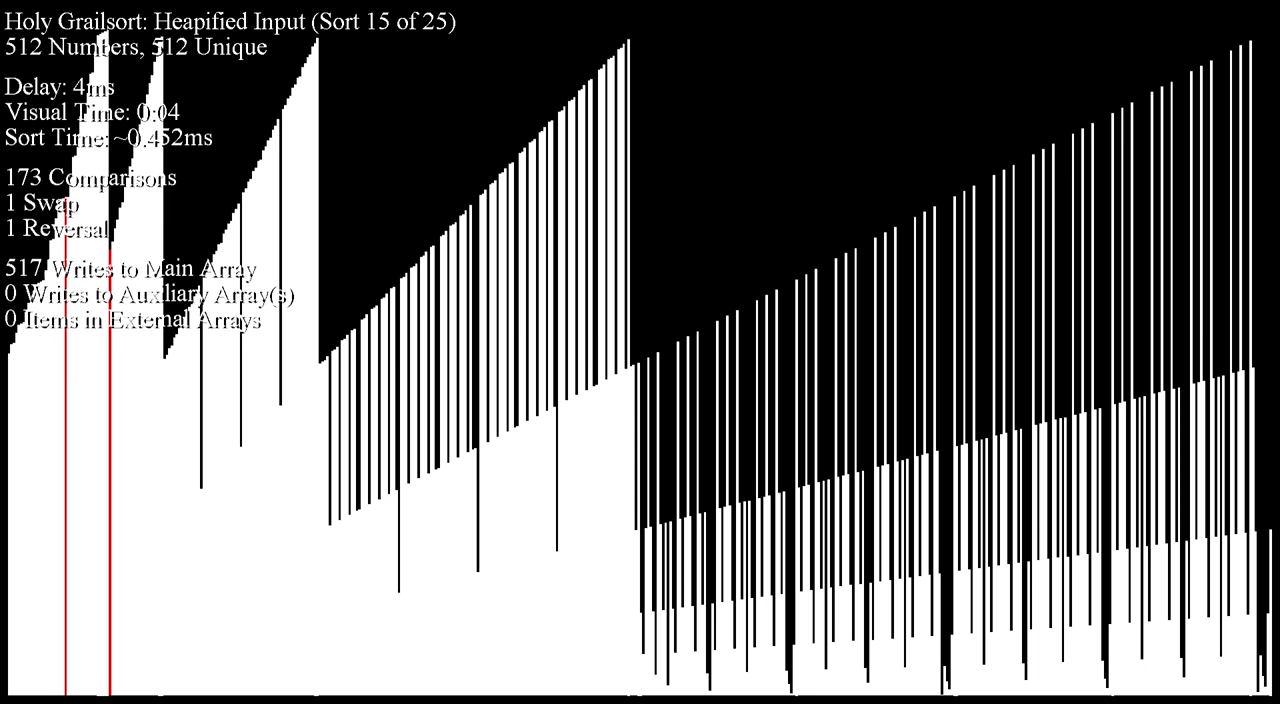 Holy Grailsort: Heapified Input (Sort 15 of 25)
512 Numbers, 512 Unique
Delay: 4ms
Visual Time: 0:04
Sort Time: ~0.452ms
173 Comparisons
1 Swap
1 Reversal
517 Writes to Main Array
0 Writes to Auxiliary Array(s)
0 Items in External Arrays